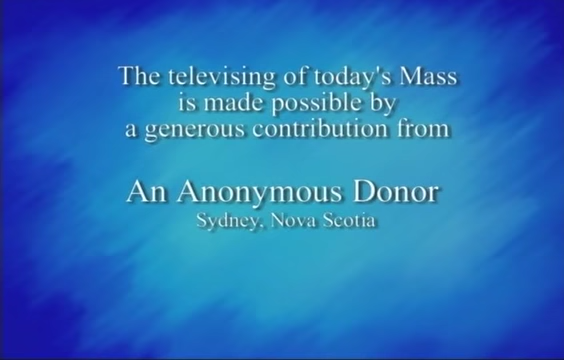 The televising of today's Mass
is made possible by
a generous contribution from
An Anonymous Donor
Sydney, Nova Scotia